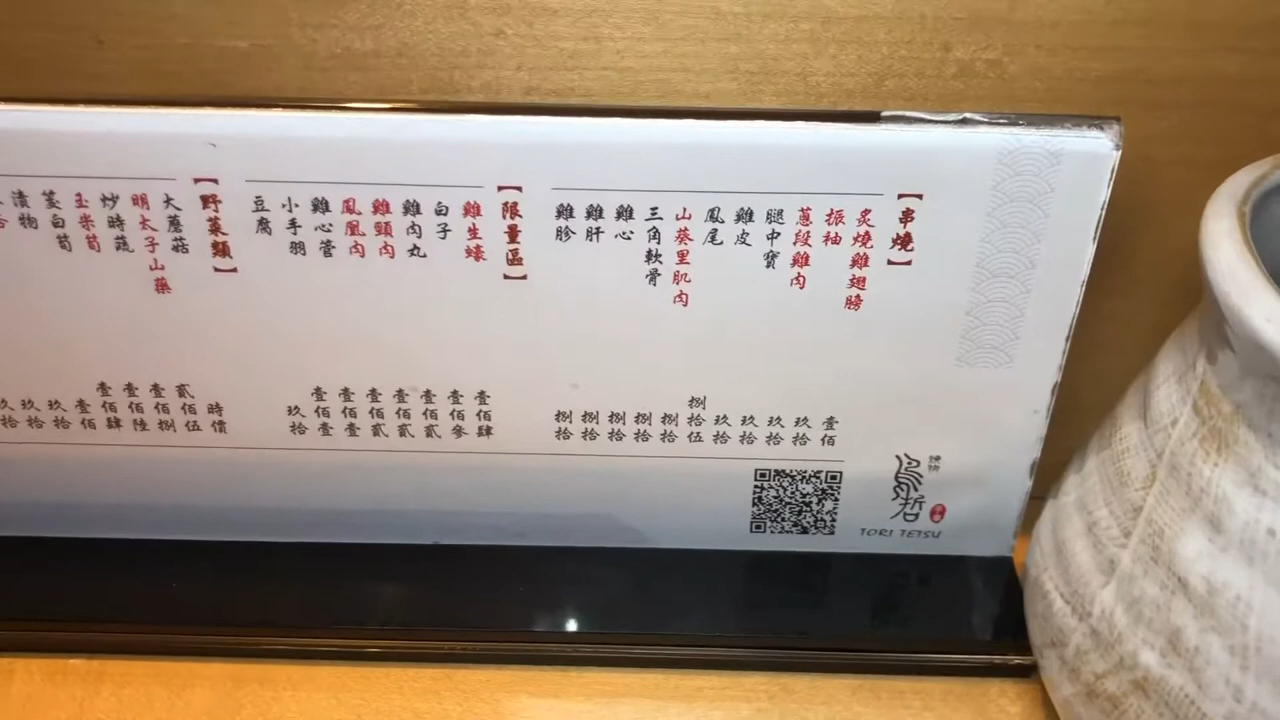 【串燒】
炙燒雞翅膀
振袖
蔥段雞肉
腿中寶
雞皮
鳳尾
山葵里肌肉
三角軟骨
雞心
雞肝
雞胗
壹佰
玖拾
玖拾
玖拾
玖拾
捌拾伍
捌拾
捌拾
捌拾
捌拾
捌拾
【限量區】
雞生蠔
白子
雞肉丸
雞頸肉
鳳凰肉
雞心管
小手羽
豆腐
壹佰肆
壹佰參
壹佰貳
壹佰貳
壹佰貳
壹佰壹
壹佰壹
玖拾
【野菜類】
大蘑菇
明太子山藥
炒時蔬
玉米筍
茭白筍
漬物
時價
貳佰伍
壹佰捌
壹佰陸
壹佰肆
壹佰
玖拾
玖拾
玖拾
鳥哲
TORI TETSU